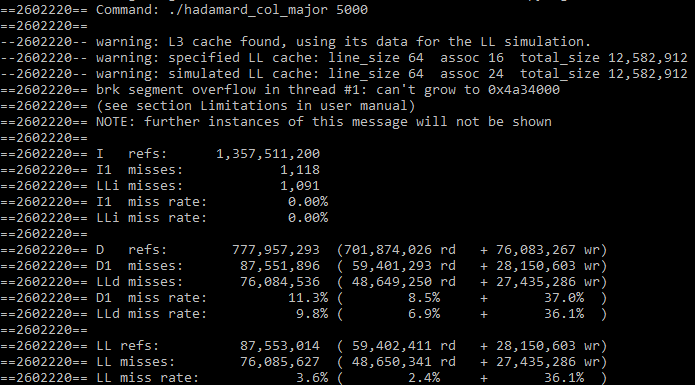 ==2602220== Command: ./hadamard_col_major 5000
==2602220==
--2602220-- warning: L3 cache found, using its data for the LL simulation.
--2602220-- warning: specified LL cache: line_size 64  assoc 16  total_size 12,582,912
--2602220-- warning: simulated LL cache: line_size 64  assoc 24  total_size 12,582,912
==2602220== brk segment overflow in thread #1: can't grow to 0x4a34000
==2602220== (see section Limitations in user manual)
==2602220== NOTE: further instances of this message will not be shown
==2602220==
==2602220== I   refs:      1,357,511,200
==2602220== I1  misses:            1,118
==2602220== LLi misses:            1,091
==2602220== I1  miss rate:          0.00%
==2602220== LLi miss rate:          0.00%
==2602220==
==2602220== D   refs:        777,957,293  (701,874,026 rd   + 76,083,267 wr)
==2602220== D1  misses:       87,551,896  ( 59,401,293 rd   + 28,150,603 wr)
==2602220== LLd misses:       76,084,536  ( 48,649,250 rd   + 27,435,286 wr)
==2602220== D1  miss rate:          11.3% (        8.5%     +       37.0%  )
==2602220== LLd miss rate:           9.8% (        6.9%     +       36.1%  )
==2602220==
==2602220== LL refs:          87,553,014  ( 59,402,411 rd   + 28,150,603 wr)
==2602220== LL misses:        76,085,627  ( 48,650,341 rd   + 27,435,286 wr)
==2602220== LL miss rate:            3.6% (        2.4%     +       36.1%  )